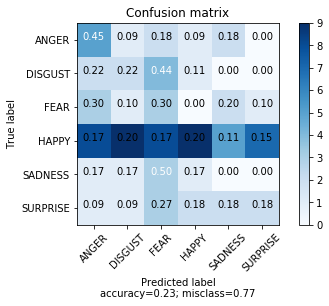 Confusion matrix
True label
ANGER 0.45 0.09 0.18 0.09 0.18 0.00
DISGUST 0.22 0.22 0.44 0.11 0.00 0.00
FEAR 0.30 0.10 0.30 0.00 0.20 0.10
HAPPY 0.17 0.20 0.17 0.20 0.11 0.15
SADNESS 0.17 0.17 0.50 0.17 0.00 0.00
SURPRISE 0.09 0.09 0.27 0.18 0.18 0.18
ANGER DISGUST FEAR HAPPY SADNESS SURPRISE
Predicted label
accuracy=0.23; misclass=0.77
9
8
7
6
5
4
3
2
1
0